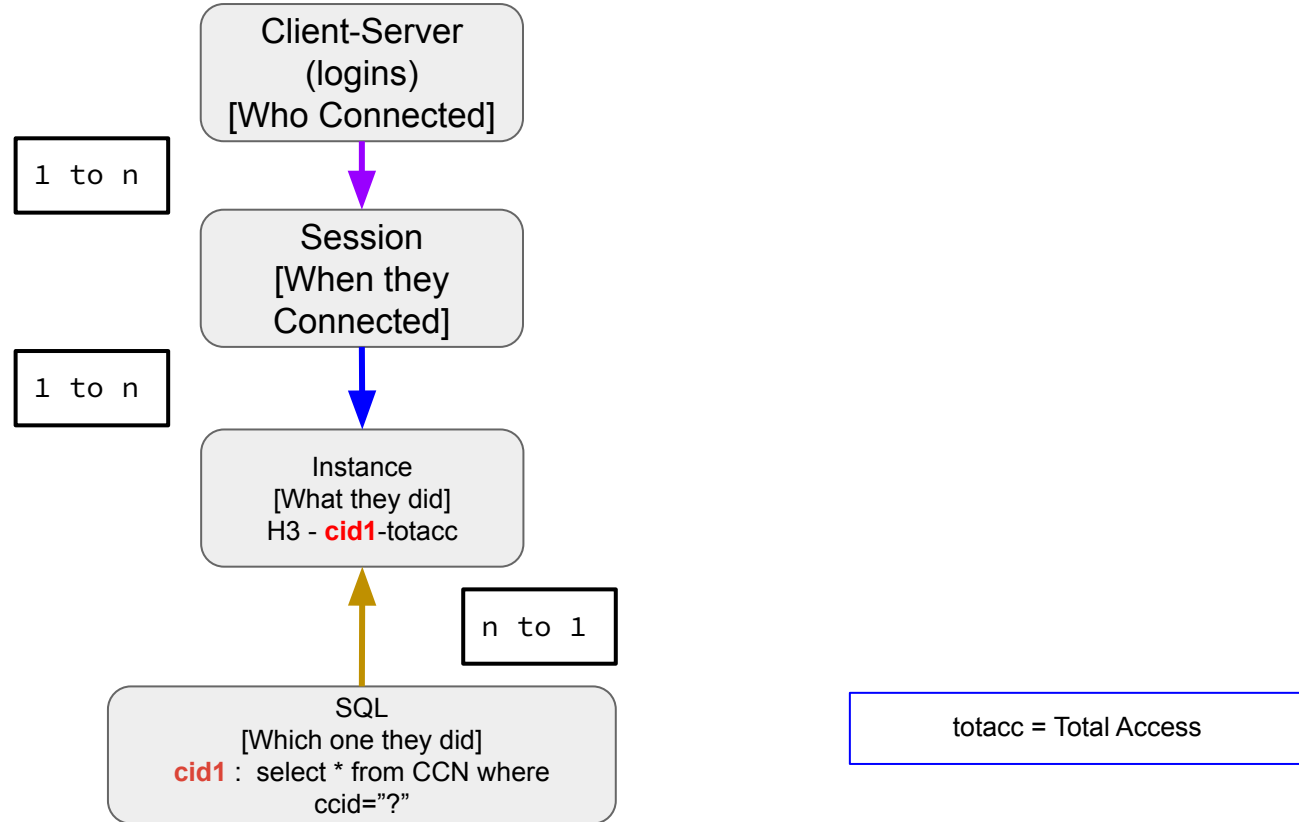 Client-Server
(logins)
[Who Connected]
1 to n
Session
[When they
Connected]
1 to n
Instance
[What they did]
H3 - cid1-totacc
n to 1
SQL
[Which one they did]
cid1 :  select * from CCN where
ccid=”?”
totacc = Total Access